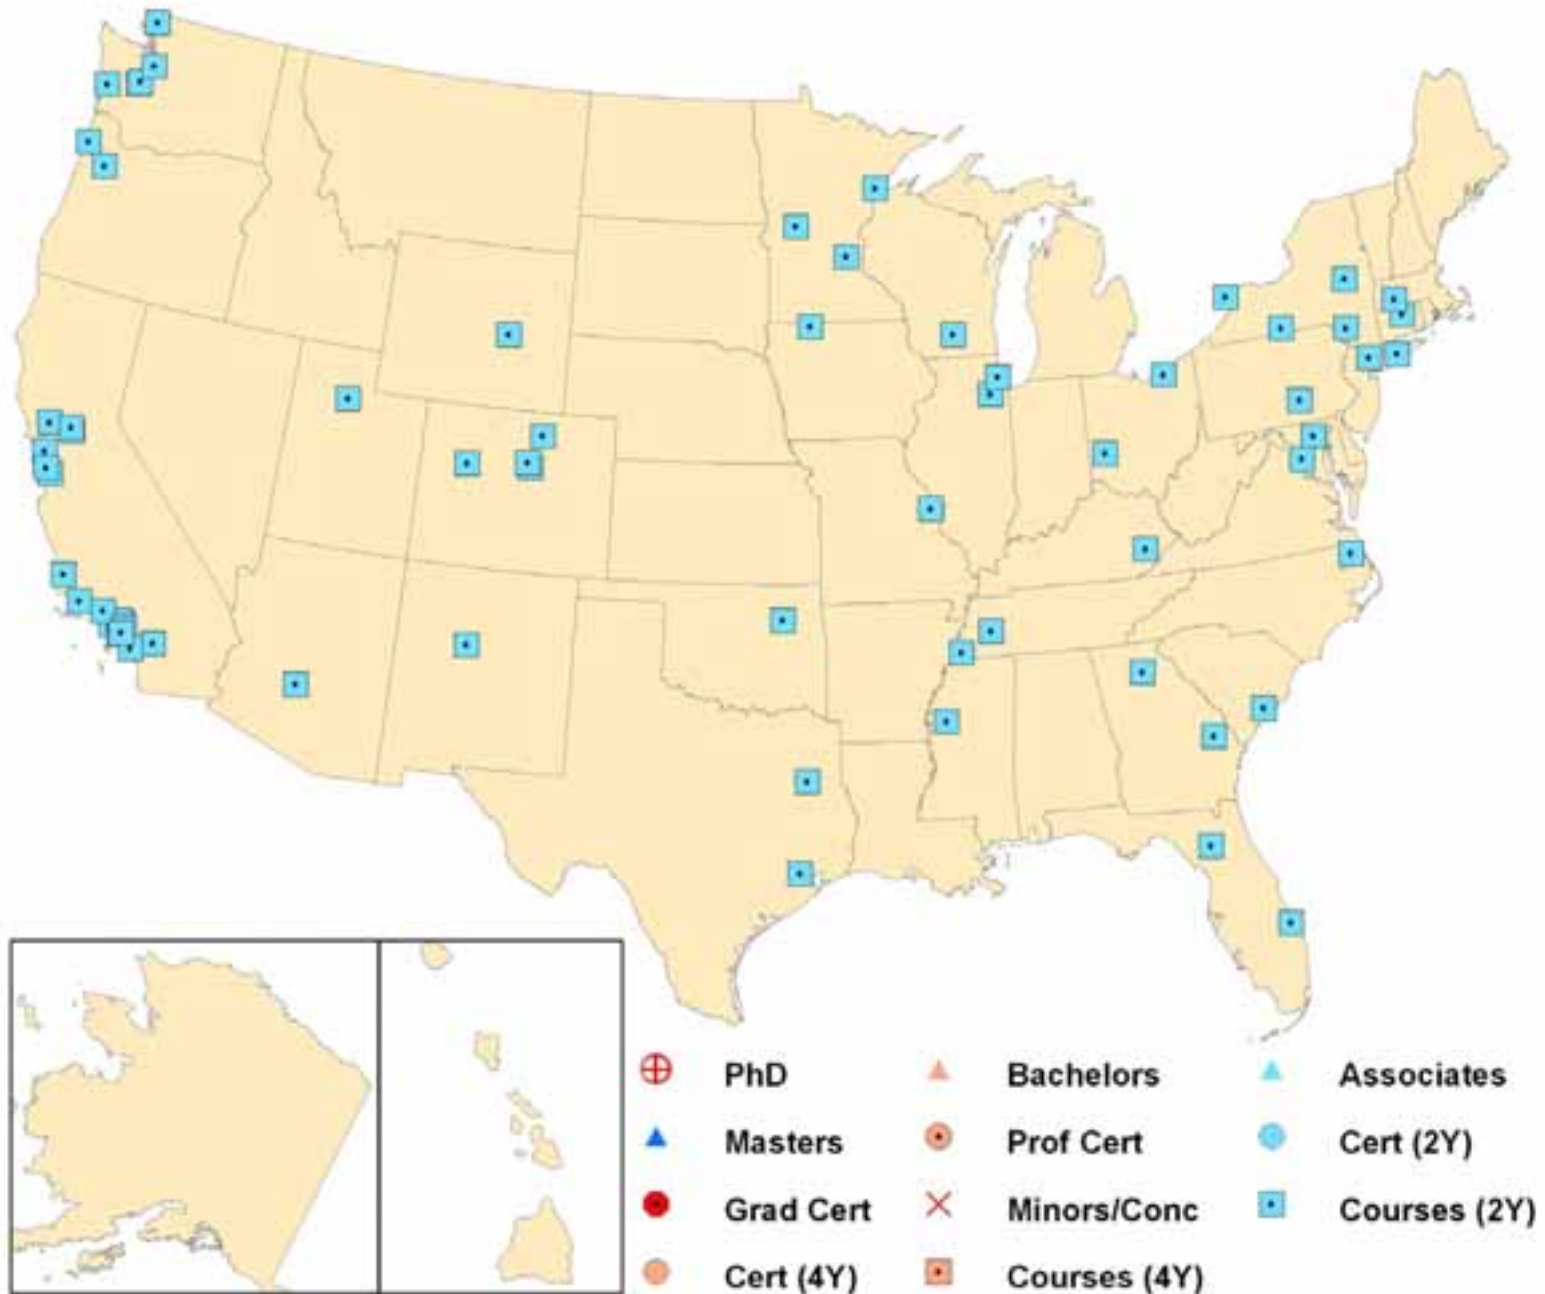 PhD Bachelors Associates
Masters Prof Cert Cert (2Y)
Grad Cert Minors/Conc Courses (2Y)
Cert (4Y) Courses (4Y)